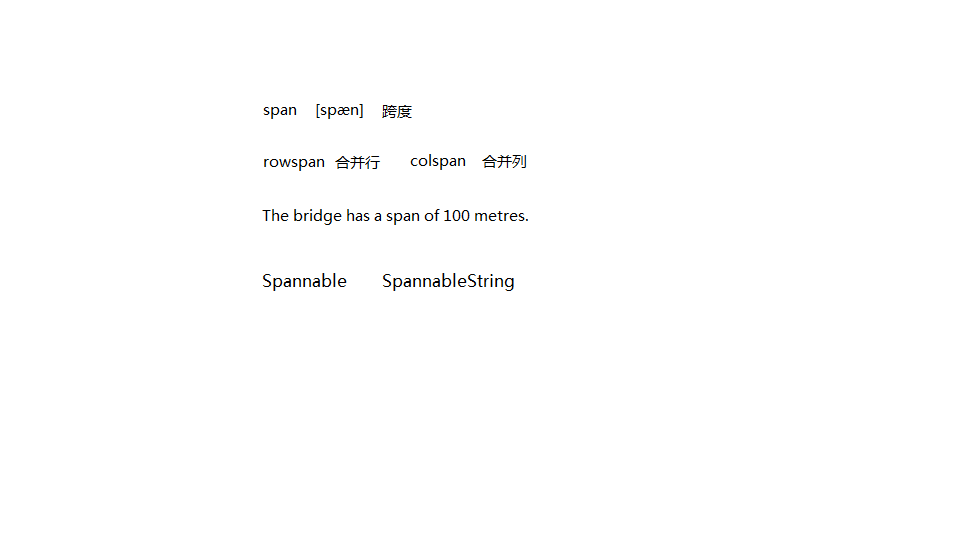 span [spæn] 跨度
rowspan 合并行 colspan 合并列
The bridge has a span of 100 metres.
Spannable SpannableString